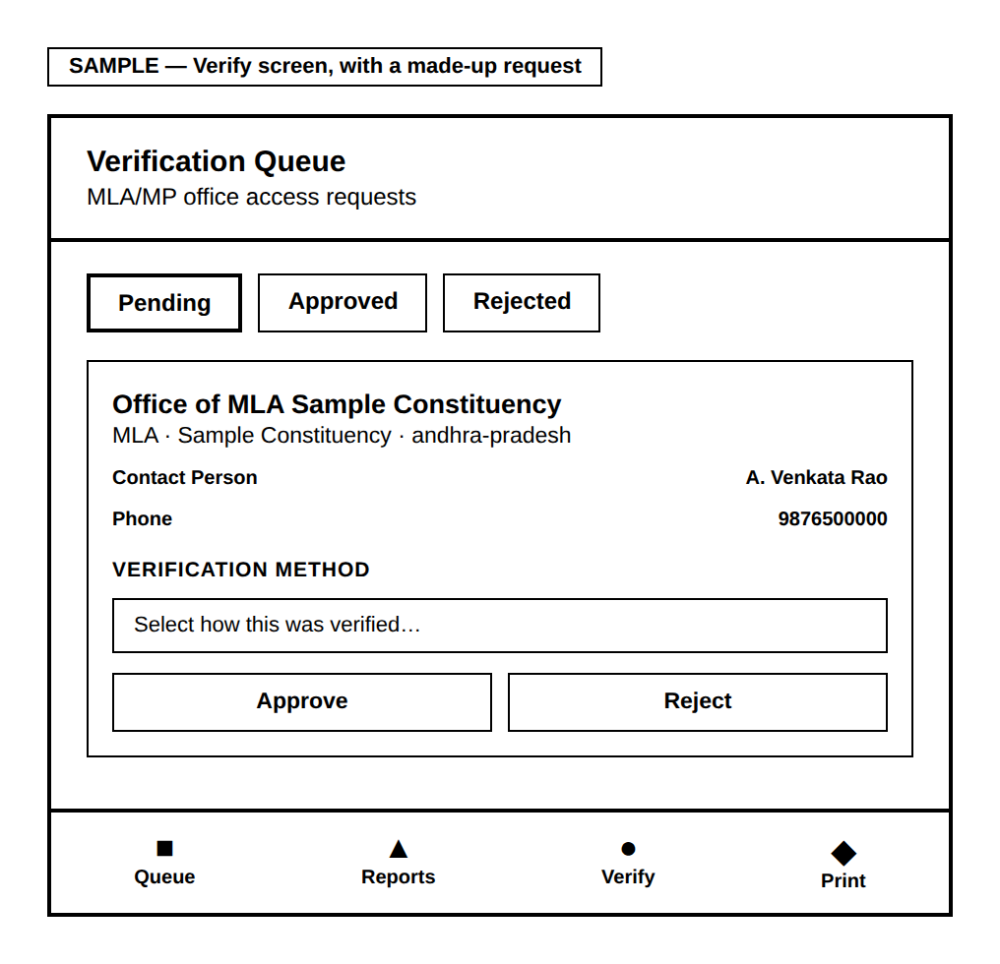 SAMPLE — Verify screen, with a made-up request
Verification Queue
MLA/MP office access requests
Pending Approved Rejected
Office of MLA Sample Constituency
MLA · Sample Constituency · andhra-pradesh
Contact Person A. Venkata Rao
Phone 9876500000
VERIFICATION METHOD
Select how this was verified…
Approve Reject
Queue Reports Verify Print